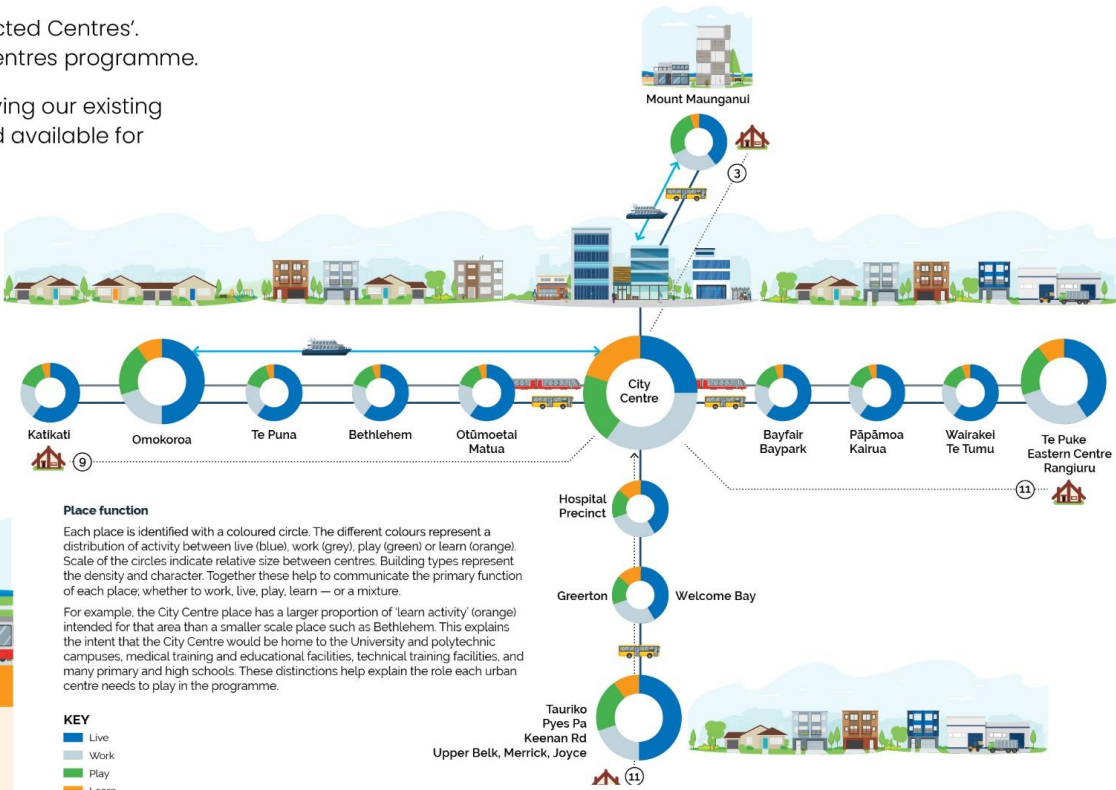 cted Centres'.
entres programme.
ving our existing
d available for
Mount Maunganui
3
City
Centre
Katikati
Omokoroa
Te Puna
Bethlehem
Otūmoetai
Matua
Bayfair
Baypark
Pāpāmoa
Kairua
Wairakei
Te Tumu
Te Puke
Eastern Centre
Rangiuru
9
11
Hospital
Precinct
Greerton
Welcome Bay
Tauriko
Pyes Pa
Keenan Rd
Upper Belk, Merrick, Joyce
11
Place function
Each place is identified with a coloured circle. The different colours represent a
distribution of activity between live (blue), work (grey), play (green) or learn (orange).
Scale of the circles indicate relative size between centres. Building types represent
the density and character. Together these help to communicate the primary function
of each place; whether to work, live, play, learn — or a mixture.
For example, the City Centre place has a larger proportion of 'learn activity' (orange)
intended for that area than a smaller scale place such as Bethlehem. This explains
the intent that the City Centre would be home to the University and polytechnic
campuses, medical training and educational facilities, technical training facilities, and
many primary and high schools. These distinctions help explain the role each urban
centre needs to play in the programme.
KEY
Live
Work
Play
Learn